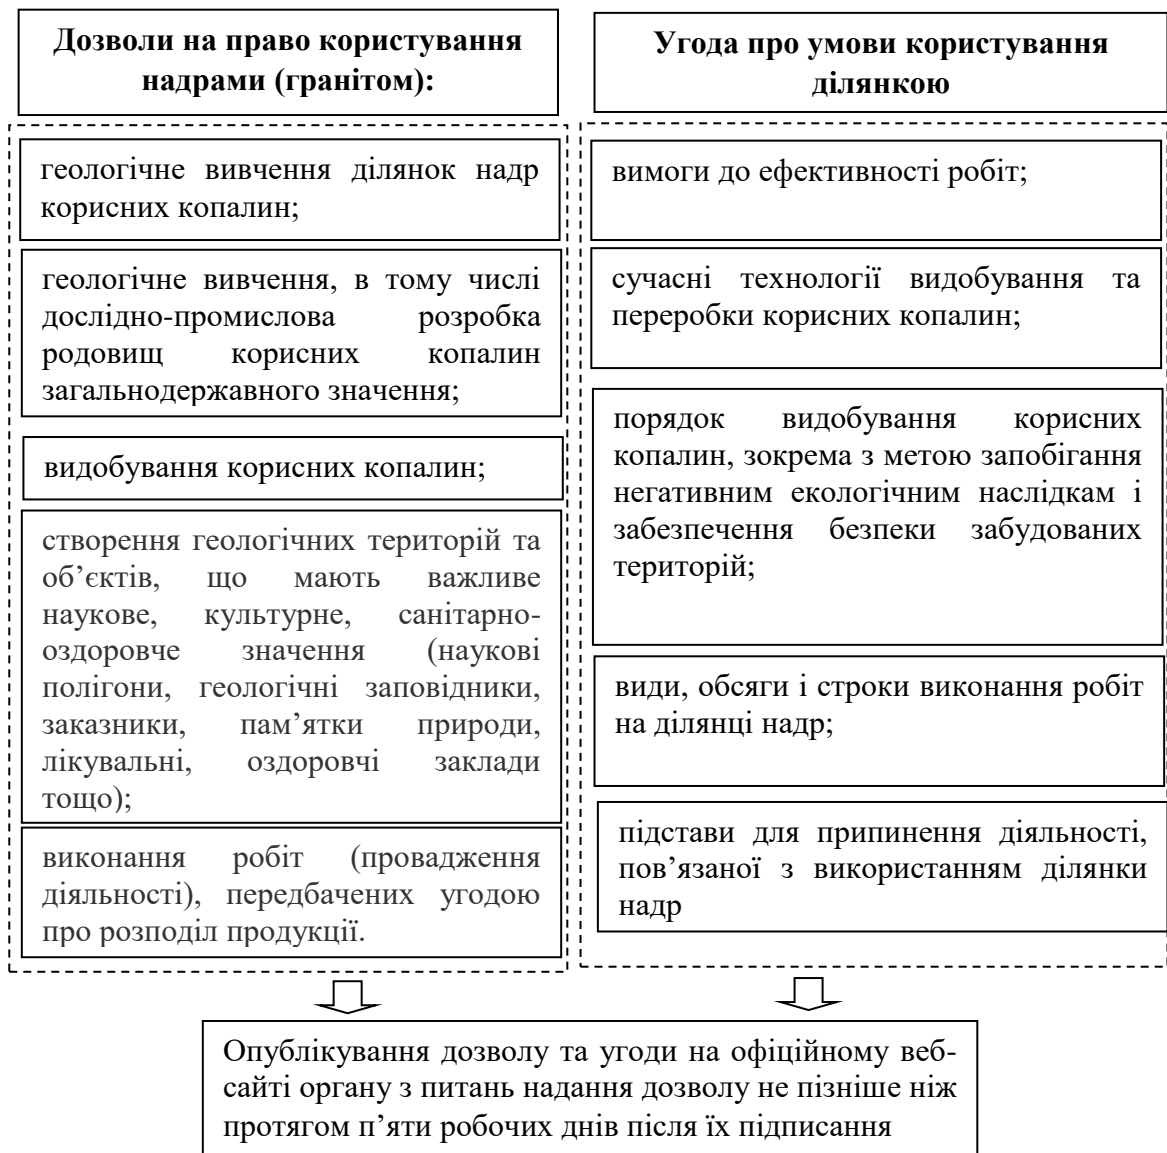 Дозволи на право користування
надрами (гранітом):
геологічне вивчення ділянок надр
корисних копалин;
геологічне вивчення, в тому числі
дослідно-промислова розробка
родовищ корисних копалин
загальнодержавного значення;
видобування корисних копалин;
створення геологічних територій та
об’єктів, що мають важливе
наукове, культурне, санітарно-
оздоровче значення (наукові
полігони, геологічні заповідники,
заказники, пам’ятки природи,
лікувальні, оздоровчі заклади
тощо);
виконання робіт (провадження
діяльності), передбачених угодою
про розподіл продукції.
Угода про умови користування
ділянкою
вимоги до ефективності робіт;
сучасні технології видобування та
переробки корисних копалин;
порядок видобування корисних
копалин, зокрема з метою запобігання
негативним екологічним наслідкам і
забезпечення безпеки забудованих
територій;
види, обсяги і строки виконання робіт
на ділянці надр;
підстави для припинення діяльності,
пов’язаної з використанням ділянки
надр
Опублікування дозволу та угоди на офіційному веб-
сайті органу з питань надання дозволу не пізніше ніж
протягом п’яти робочих днів після їх підписання